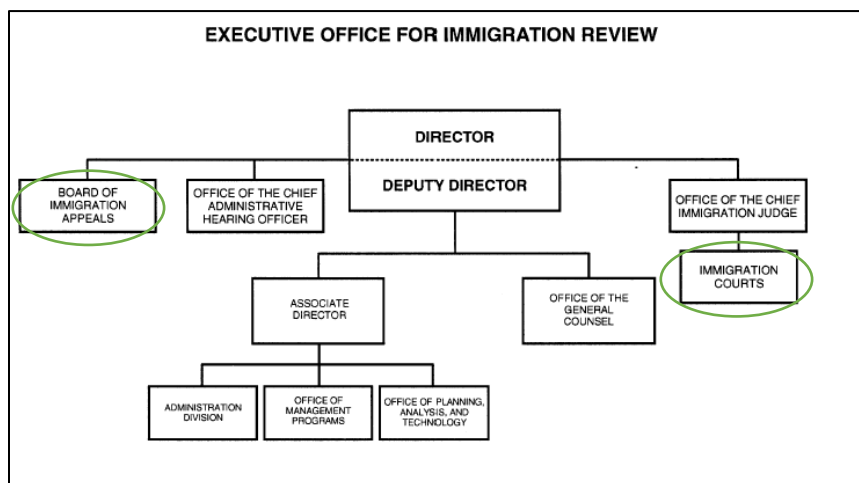 EXECUTIVE OFFICE FOR IMMIGRATION REVIEW
DIRECTOR
DEPUTY DIRECTOR
BOARD OF
IMMIGRATION
APPEALS
OFFICE OF THE CHIEF
ADMINISTRATIVE
HEARING OFFICER
OFFICE OF THE CHIEF
IMMIGRATION JUDGE
IMMIGRATION
COURTS
ASSOCIATE
DIRECTOR
OFFICE OF THE
GENERAL
COUNSEL
ADMINISTRATION
DIVISION
OFFICE OF
MANAGEMENT
PROGRAMS
OFFICE OF PLANNING,
ANALYSIS, AND
TECHNOLOGY